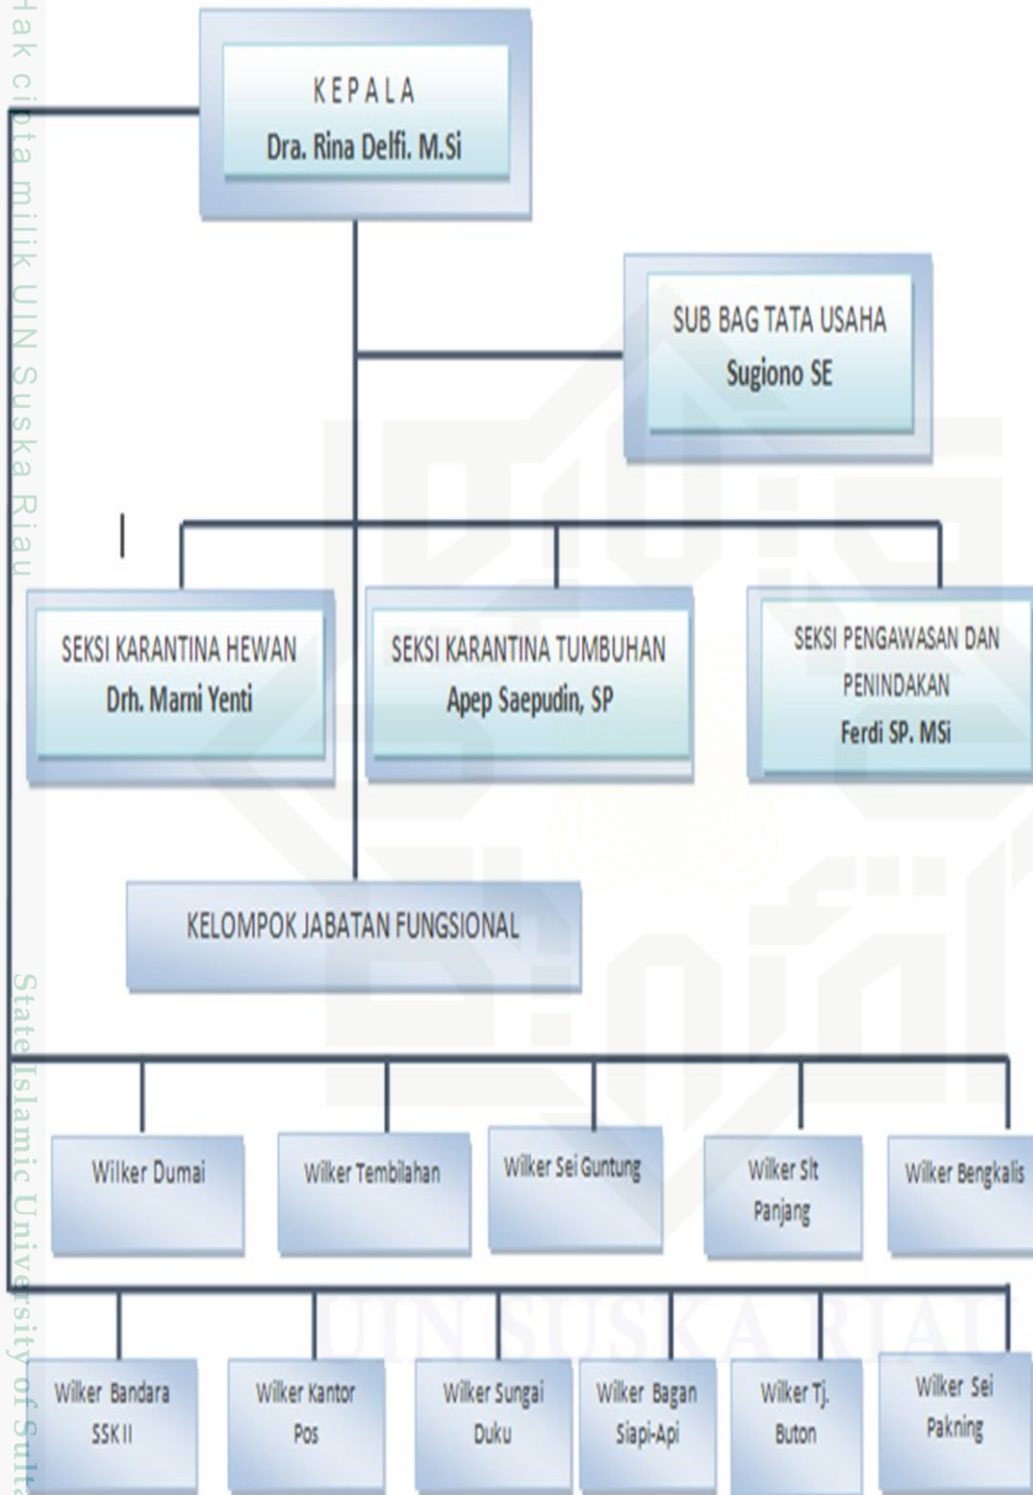 Hak cipta milik UIN Suska Riau
State Islamic University of Sulta
K E P A L A
Dra. Rina Delfi. M.Si
SUB BAG TATA USAHA
Sugiono SE
SEKSI KARANTINA HEWAN
Drh. Marni Yenti
SEKSI KARANTINA TUMBUHAN
Apep Saepudin, SP
SEKSI PENGAWASAN DAN
PENINDAKAN
Ferdi SP. MSi
KELOMPOK JABATAN FUNGSIONAL
Wilker Dumai
Wilker Tembilahan
Wilker Sei Guntung
Wilker Slt
Panjang
Wilker Bengkalis
UIN SUSKA RIAU
Wilker Bandara
SSK II
Wilker Kantor
Pos
Wilker Sungai
Duku
Wilker Bagan
Siapi-Api
Wilker Tj.
Buton
Wilker Sei
Pakning